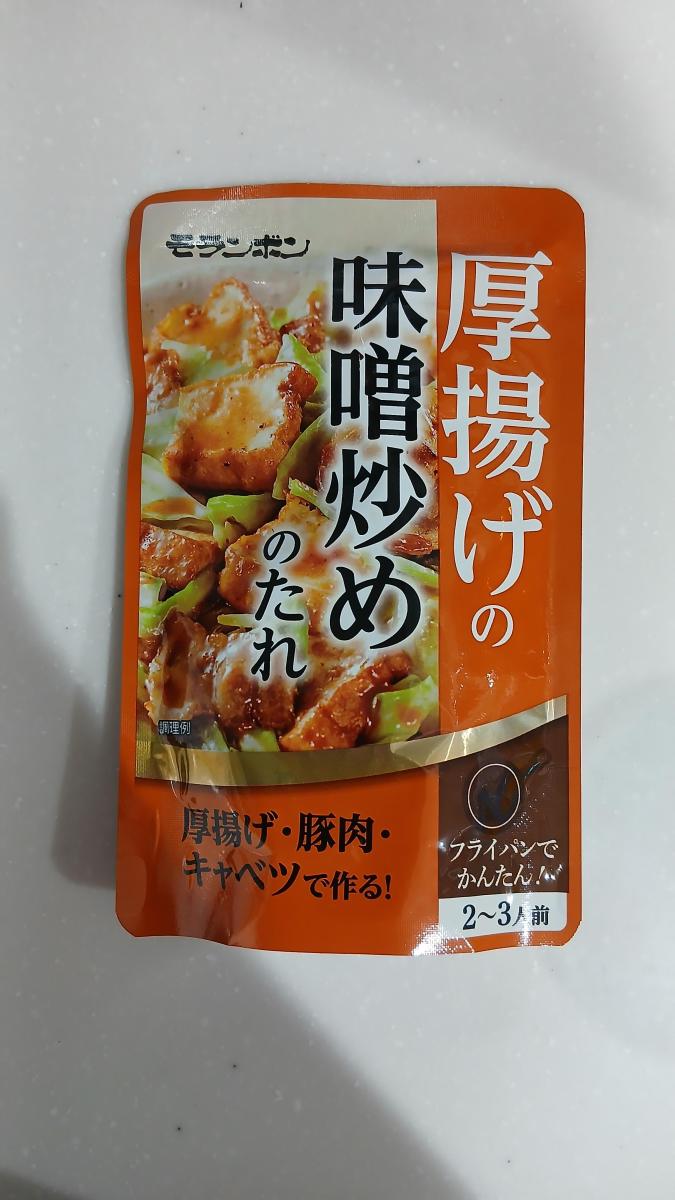 モランボン
厚揚げの
味噌炒め
のたれ
調理例
厚揚げ・豚肉・
キャベツで作る!
フライパンで
かんたん!
2〜3人前